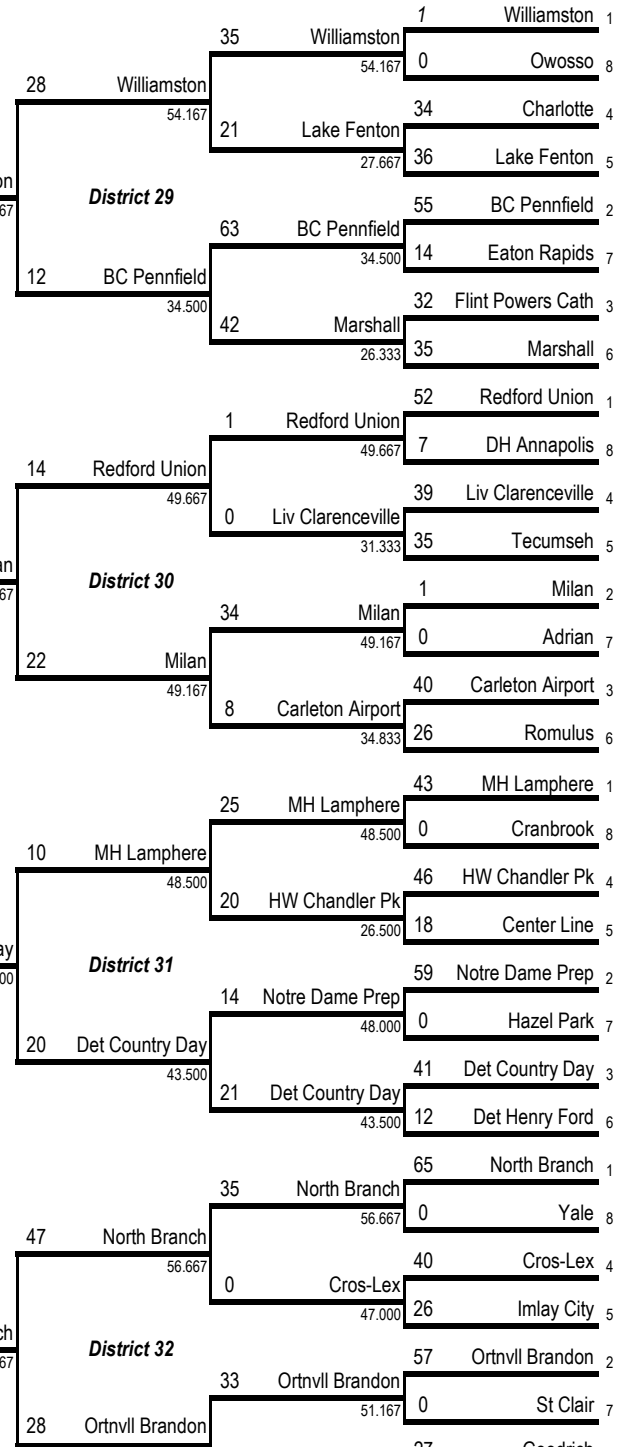 1 Williamston 1
35 Williamston
54.167 0 Owosso 8
28 Williamston
54.167 34 Charlotte 4
21 Lake Fenton
27.667 36 Lake Fenton 5
on
67 District 29
55 BC Pennfield 2
63 BC Pennfield
34.500 14 Eaton Rapids 7
12 BC Pennfield
34.500 32 Flint Powers Cath 3
42 Marshall
26.333 35 Marshall 6
52 Redford Union 1
1 Redford Union
49.667 7 DH Annapolis 8
14 Redford Union
49.667 39 Liv Clarenceville 4
0 Liv Clarenceville
31.333 35 Tecumseh 5
an
67 District 30
1 Milan 2
34 Milan
49.167 0 Adrian 7
22 Milan
49.167 40 Carleton Airport 3
8 Carleton Airport
34.833 26 Romulus 6
43 MH Lamphere 1
25 MH Lamphere
48.500 0 Cranbrook 8
10 MH Lamphere
48.500 46 HW Chandler Pk 4
20 HW Chandler Pk
26.500 18 Center Line 5
ay
00 District 31
59 Notre Dame Prep 2
14 Notre Dame Prep
48.000 0 Hazel Park 7
20 Det Country Day
43.500 41 Det Country Day 3
21 Det Country Day
43.500 12 Det Henry Ford 6
65 North Branch 1
35 North Branch
56.667 0 Yale 8
47 North Branch
56.667 40 Cros-Lex 4
0 Cros-Lex
47.000 26 Imlay City 5
ch
67 District 32
57 Ortnvll Brandon 2
33 Ortnvll Brandon
51.167 0 St Clair 7
28 Ortnvll Brandon